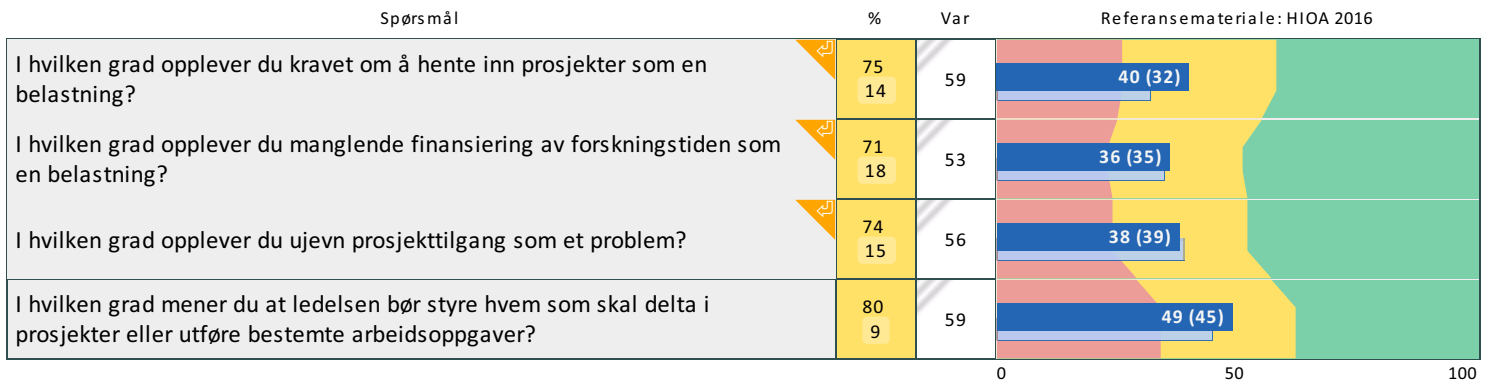 Spørsmål % Var Referansemateriale: HIOA 2016
I hvilken grad opplever du kravet om å hente inn prosjekter som en
belastning?
75
14
59
40 (32)
I hvilken grad opplever du manglende finansiering av forskningstiden som
en belastning?
71
18
53
36 (35)
I hvilken grad opplever du ujevn prosjekttilgang som et problem?
74
15
56
38 (39)
I hvilken grad mener du at ledelsen bør styre hvem som skal delta i
prosjekter eller utføre bestemte arbeidsoppgaver?
80
9
59
49 (45)
0 50 100